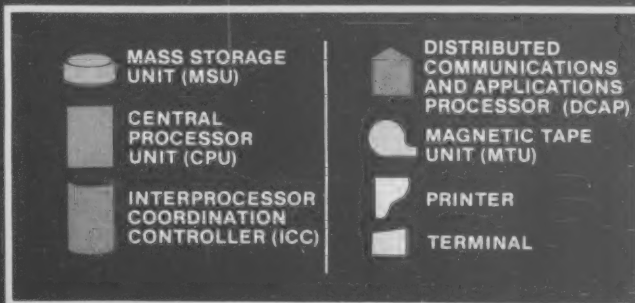 MASS STORAGE
UNIT (MSU)
CENTRAL
PROCESSOR
UNIT (CPU)
INTERPROCESSOR
COORDINATION
CONTROLLER (ICC)
DISTRIBUTED
COMMUNICATIONS
AND APPLICATIONS
PROCESSOR (DCAP)
MAGNETIC TAPE
UNIT (MTU)
PRINTER
TERMINAL